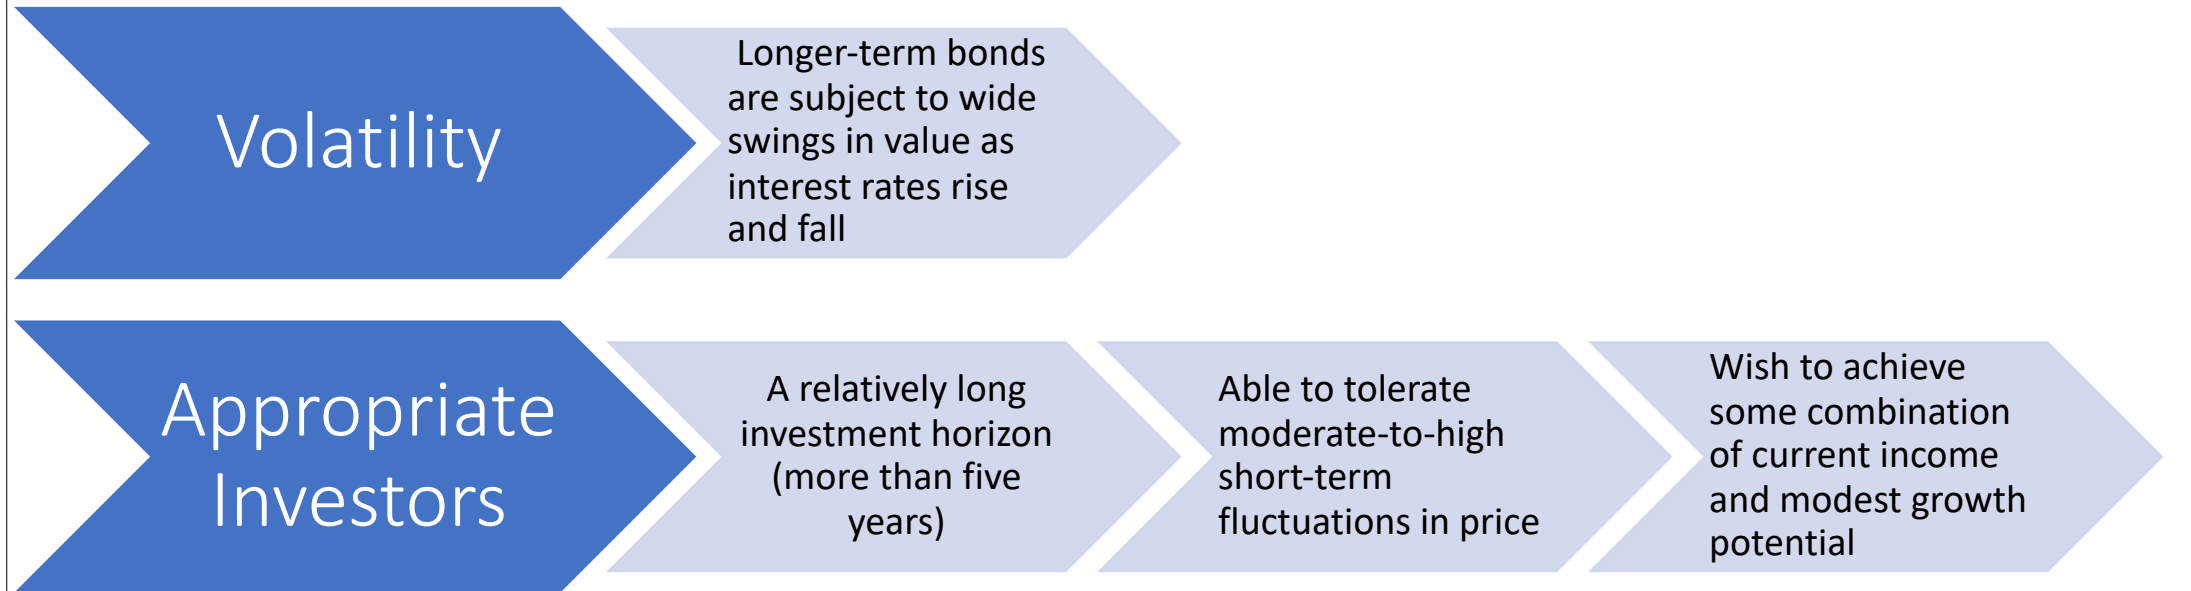 Volatility
Longer-term bonds
are subject to wide
swings in value as
interest rates rise
and fall
Appropriate
Investors
A relatively long
investment horizon
(more than five
years)
Able to tolerate
moderate-to-high
short-term
fluctuations in price
Wish to achieve
some combination
of current income
and modest growth
potential